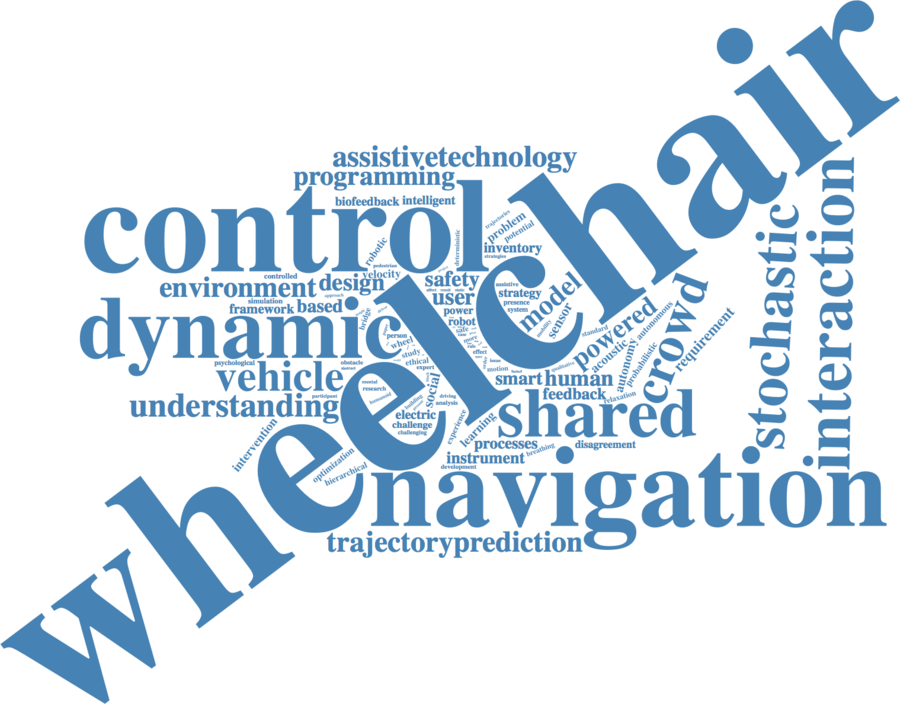 wheelchair
assistivetechnology
programming
biofeedback
intelligent
control
robotic
deterministic
trajectories
problem
potential
inventory
strategies
controlled
pedestrian
velocity
environment
design
safety
user
assistive
strategy
presence
system
model
sensor
simulation
approach
framework
based
bridge
power
robot
dynamic
person
wheel
study
ethical
expert
effect
motion
standard
powered
acoustic
autonomous
autonomy
probabilistic
crowd
requirement
stochastic
interaction
psychological
obstacle
vehicle
mental
research
humanoid
participant
understanding
social
smart
human
feedback
relaxation
building
driving
analysis
electric
challenge
challenging
experience
learning
shared
intervention
optimization
hierarchical
processes
breathing
disagreement
instrument
development
navigation
trajectoryprediction